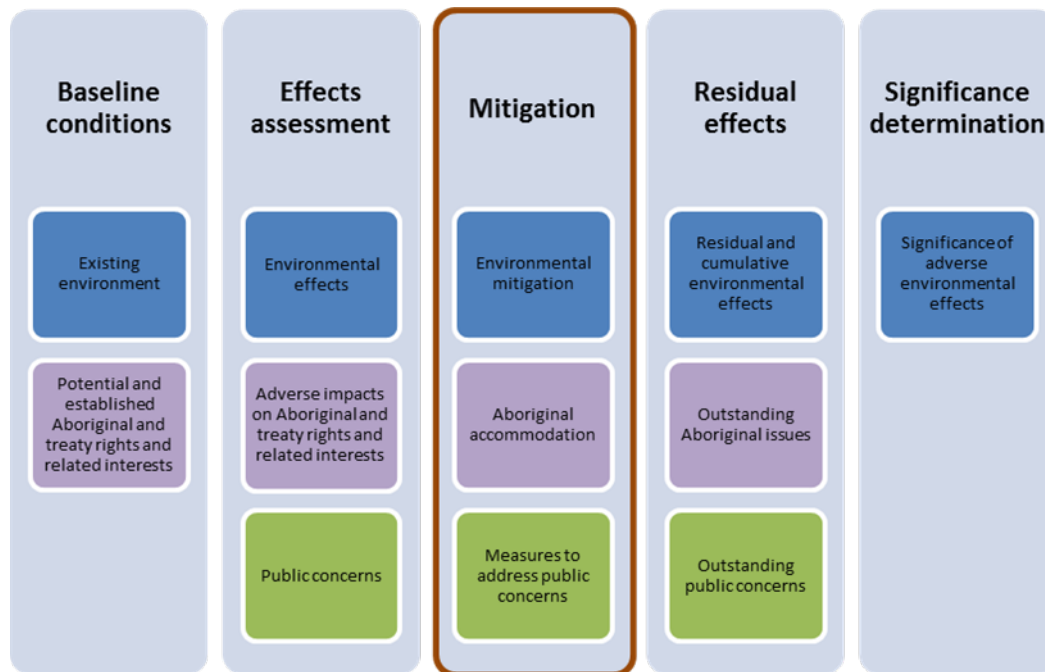 Baseline
conditions
Existing
environment
Potential and
established
Aboriginal and
treaty rights and
related interests
Effects
assessment
Environmental
effects
Adverse impacts
on Aboriginal and
treaty rights and
related interests
Public concerns
Mitigation
Environmental
mitigation
Aboriginal
accommodation
Measures to
address public
concerns
Residual
effects
Residual and
cumulative
environmental
effects
Outstanding
Aboriginal issues
Outstanding
public concerns
Significance
determination
Significance of
adverse
environmental
effects